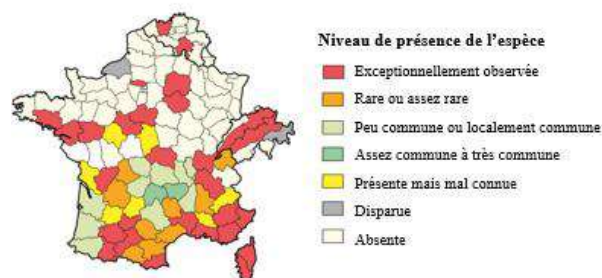 Niveau de présence de l'espèce
Exceptionnellement observée
Rare ou assez rare
Peu commune ou localement commune
Assez commune à très commune
Présente mais mal connue
Disparue
Absente